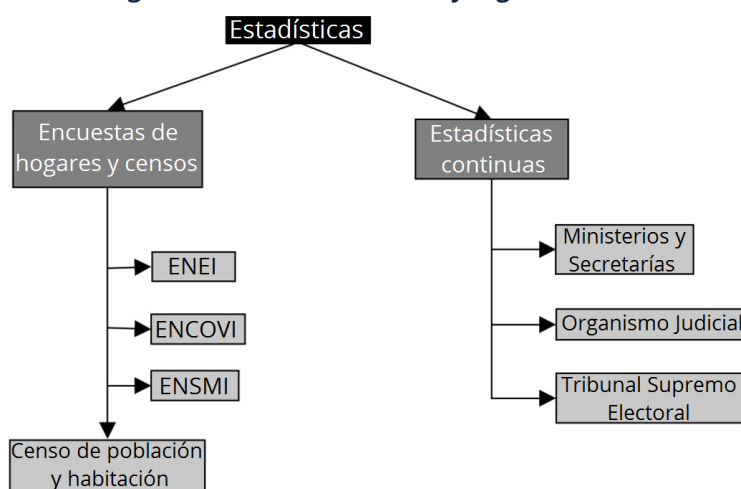 Estadísticas
Encuestas de
hogares y censos
ENEI
ENCOVI
ENSMI
Censo de población
y habitación
Estadísticas
continuas
Ministerios y
Secretarías
Organismo Judicial
Tribunal Supremo
Electoral